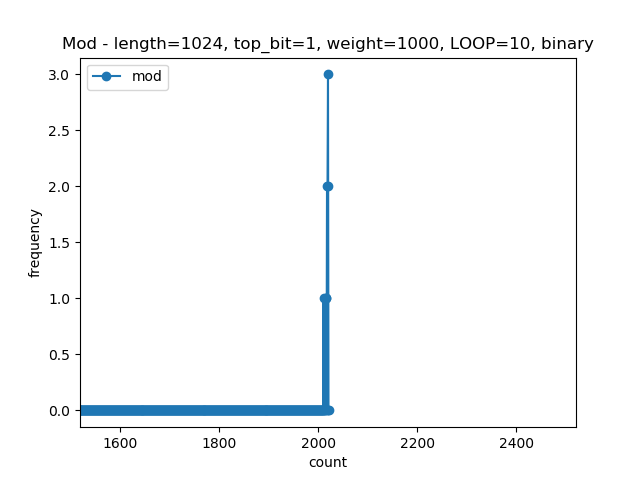 Mod - length=1024, top_bit=1, weight=1000, LOOP=10, binary
mod
3.0
2.5
2.0
1.5
1.0
0.5
0.0
frequency
1600 1800 2000 2200 2400
count